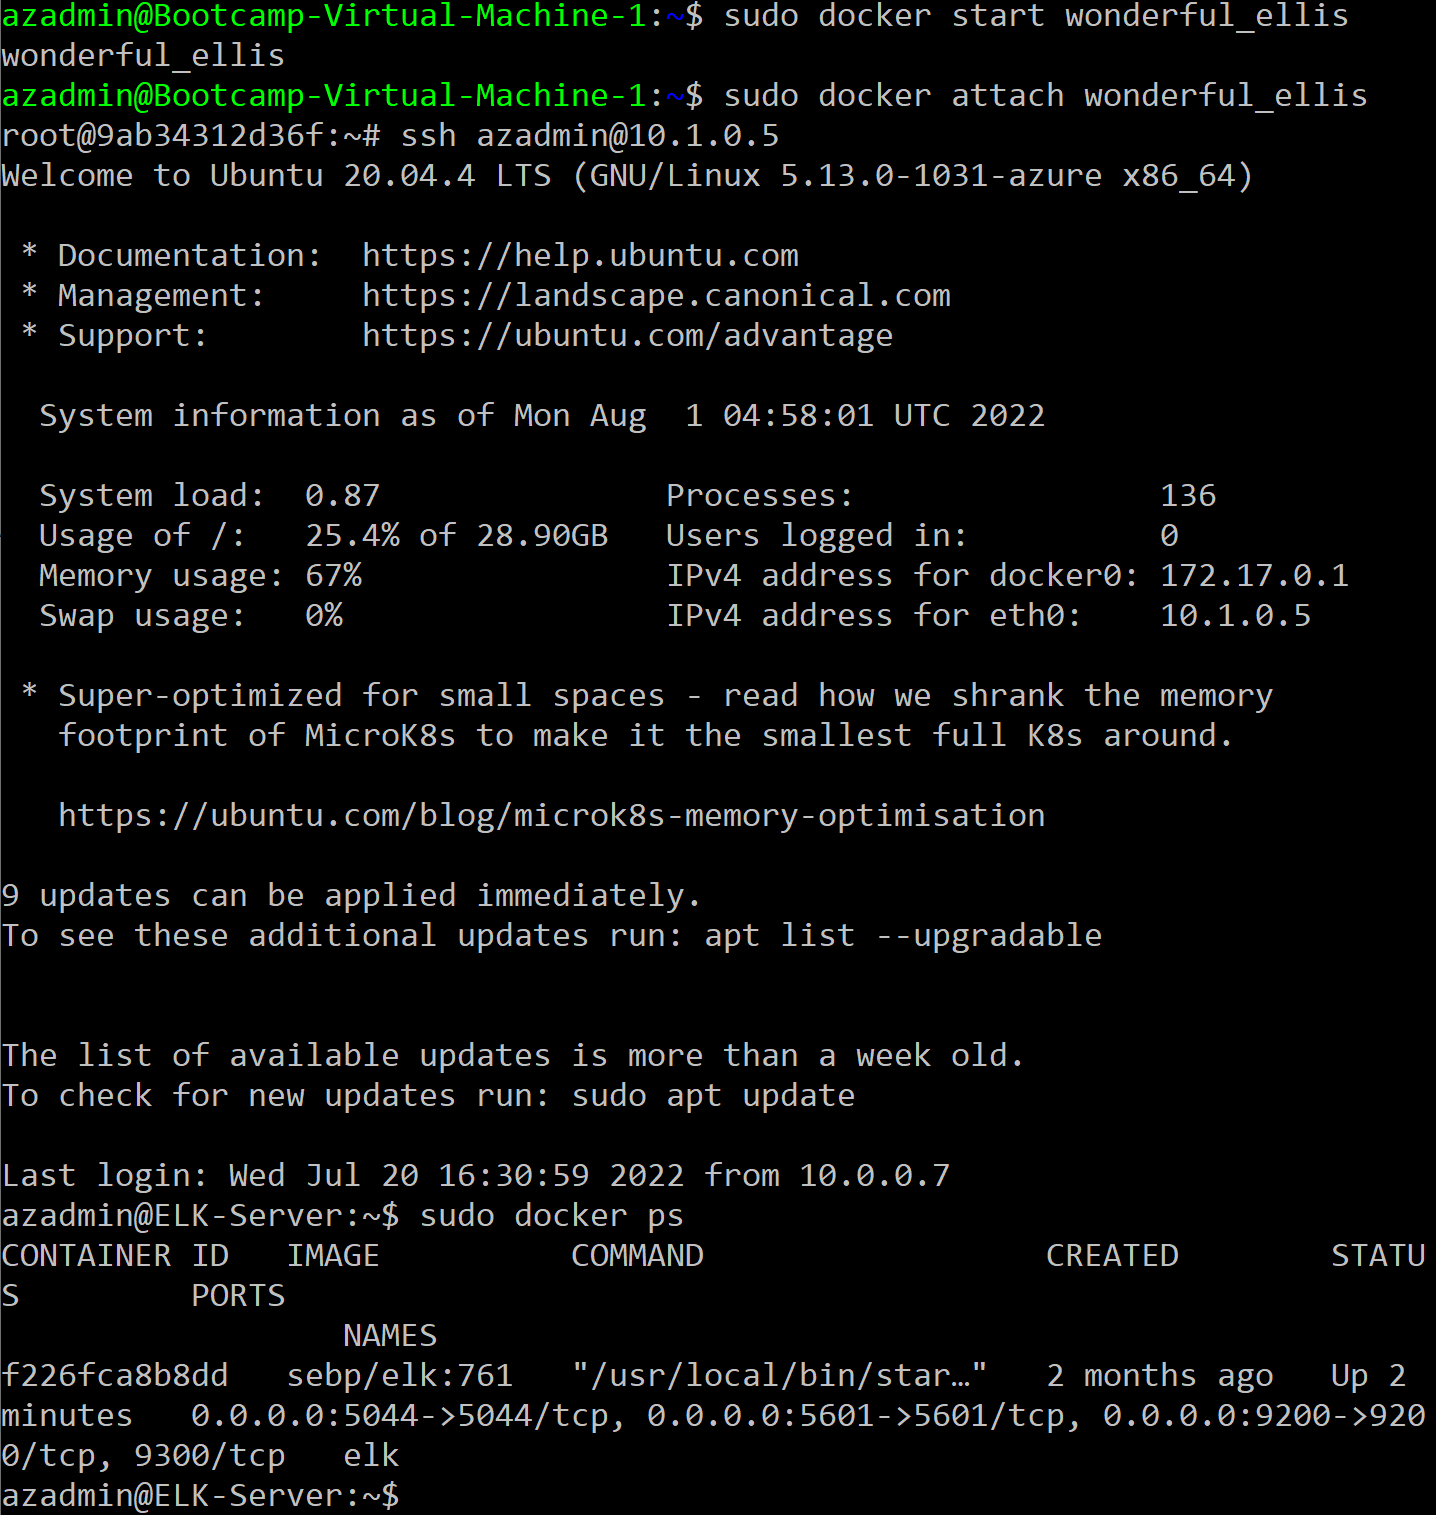 azadmin@Bootcamp-Virtual-Machine-1:~$ sudo docker start wonderful_ellis
wonderful_ellis
azadmin@Bootcamp-Virtual-Machine-1:~$ sudo docker attach wonderful_ellis
root@9ab34312d36f:~# ssh azadmin@10.1.0.5
Welcome to Ubuntu 20.04.4 LTS (GNU/Linux 5.13.0-1031-azure x86_64)
* Documentation:  https://help.ubuntu.com
* Management:     https://landscape.canonical.com
* Support:        https://ubuntu.com/advantage
System information as of Mon Aug  1 04:58:01 UTC 2022
System load:  0.87               Processes:                136
Usage of /:   25.4% of 28.90GB   Users logged in:          0
Memory usage: 67%                IPv4 address for docker0: 172.17.0.1
Swap usage:   0%                 IPv4 address for eth0:    10.1.0.5
* Super-optimized for small spaces - read how we shrank the memory
footprint of MicroK8s to make it the smallest full K8s around.
https://ubuntu.com/blog/microk8s-memory-optimisation
9 updates can be applied immediately.
To see these additional updates run: apt list --upgradable
The list of available updates is more than a week old.
To check for new updates run: sudo apt update
Last login: Wed Jul 20 16:30:59 2022 from 10.0.0.7
azadmin@ELK-Server:~$ sudo docker ps
CONTAINER ID   IMAGE          COMMAND                  CREATED        STATU
S         PORTS
NAMES
f226fca8b8dd   sebp/elk:761   "/usr/local/bin/star…"   2 months ago   Up 2
minutes   0.0.0.0:5044->5044/tcp, 0.0.0.0:5601->5601/tcp, 0.0.0.0:9200->920
0/tcp, 9300/tcp   elk
azadmin@ELK-Server:~$